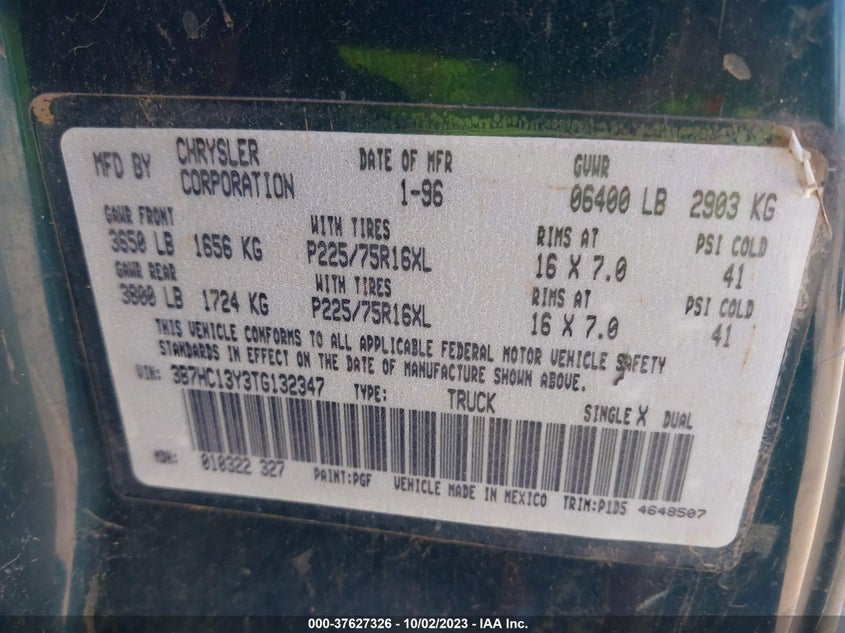 MFD BY CHRYSLER CORPORATION DATE OF MFR 1-96 GVWR 06400 LB 2903 KG
GAWR FRONT WITH TIRES RIMS AT PSI COLD
3650 LB 1656 KG P225/75R16XL 16 X 7.0 41
GAWR REAR WITH TIRES RIMS AT PSI COLD
3800 LB 1724 KG P225/75R16XL 16 X 7.0 41
THIS VEHICLE CONFORMS TO ALL APPLICABLE FEDERAL MOTOR VEHICLE SAFETY
STANDARDS IN EFFECT ON THE DATE OF MANUFACTURE SHOWN ABOVE.
VIN: 3B7HC13Y3TG132347 TYPE: TRUCK SINGLE X DUAL
MDH: 010322 327 PAINT:PGF VEHICLE MADE IN MEXICO TRIM:P1D5 4648507
000-37627326 - 10/02/2023 - IAA Inc.